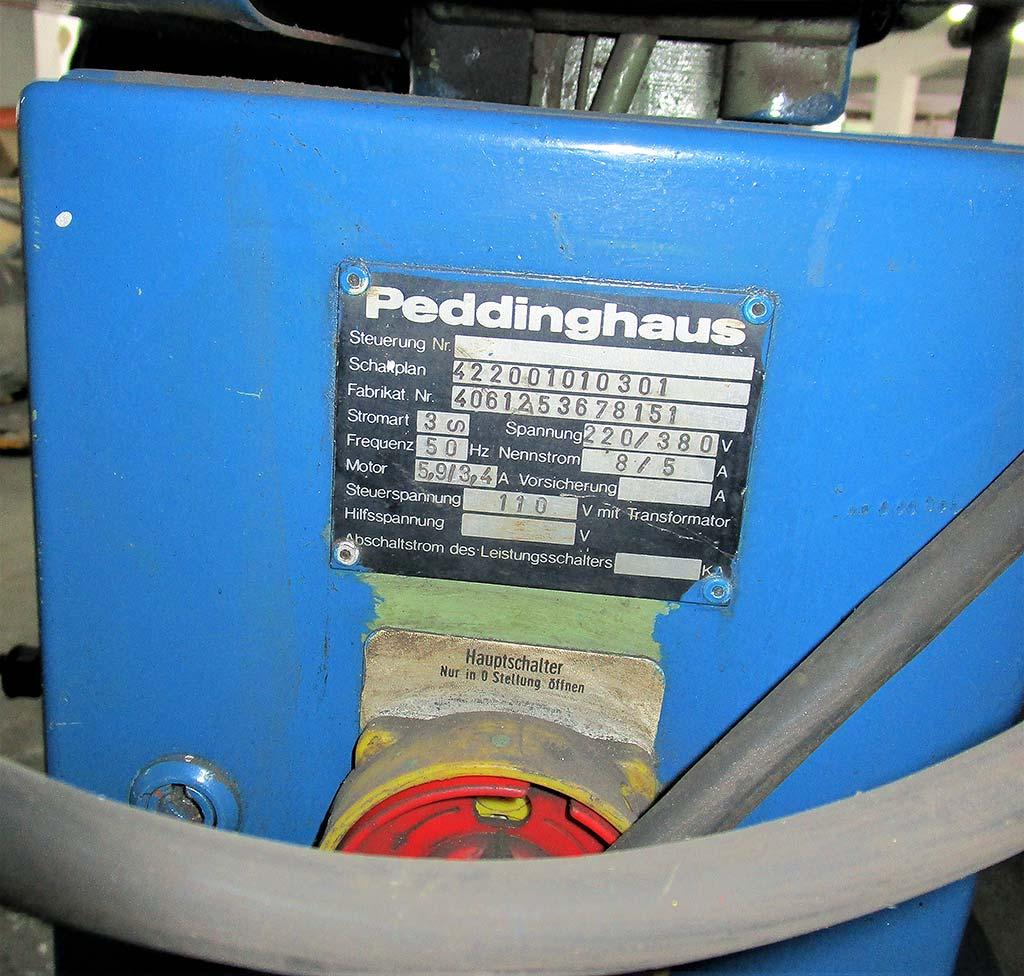 Peddinghaus
Steuerung Nr.
Schaltplan 422001010301
Fabrikat. Nr. 4061253678151
Stromart 3 S Spannung 220/380 V
Frequenz 50 Hz Nennstrom 8/5 A
Motor 5,9/3,4 A Vorsicherung A
Steuerspannung 110 V mit Transformator
Hilfsspannung V
Abschaltstrom des Leistungsschalters KA
Hauptschalter
Nur in 0 Stellung öffnen